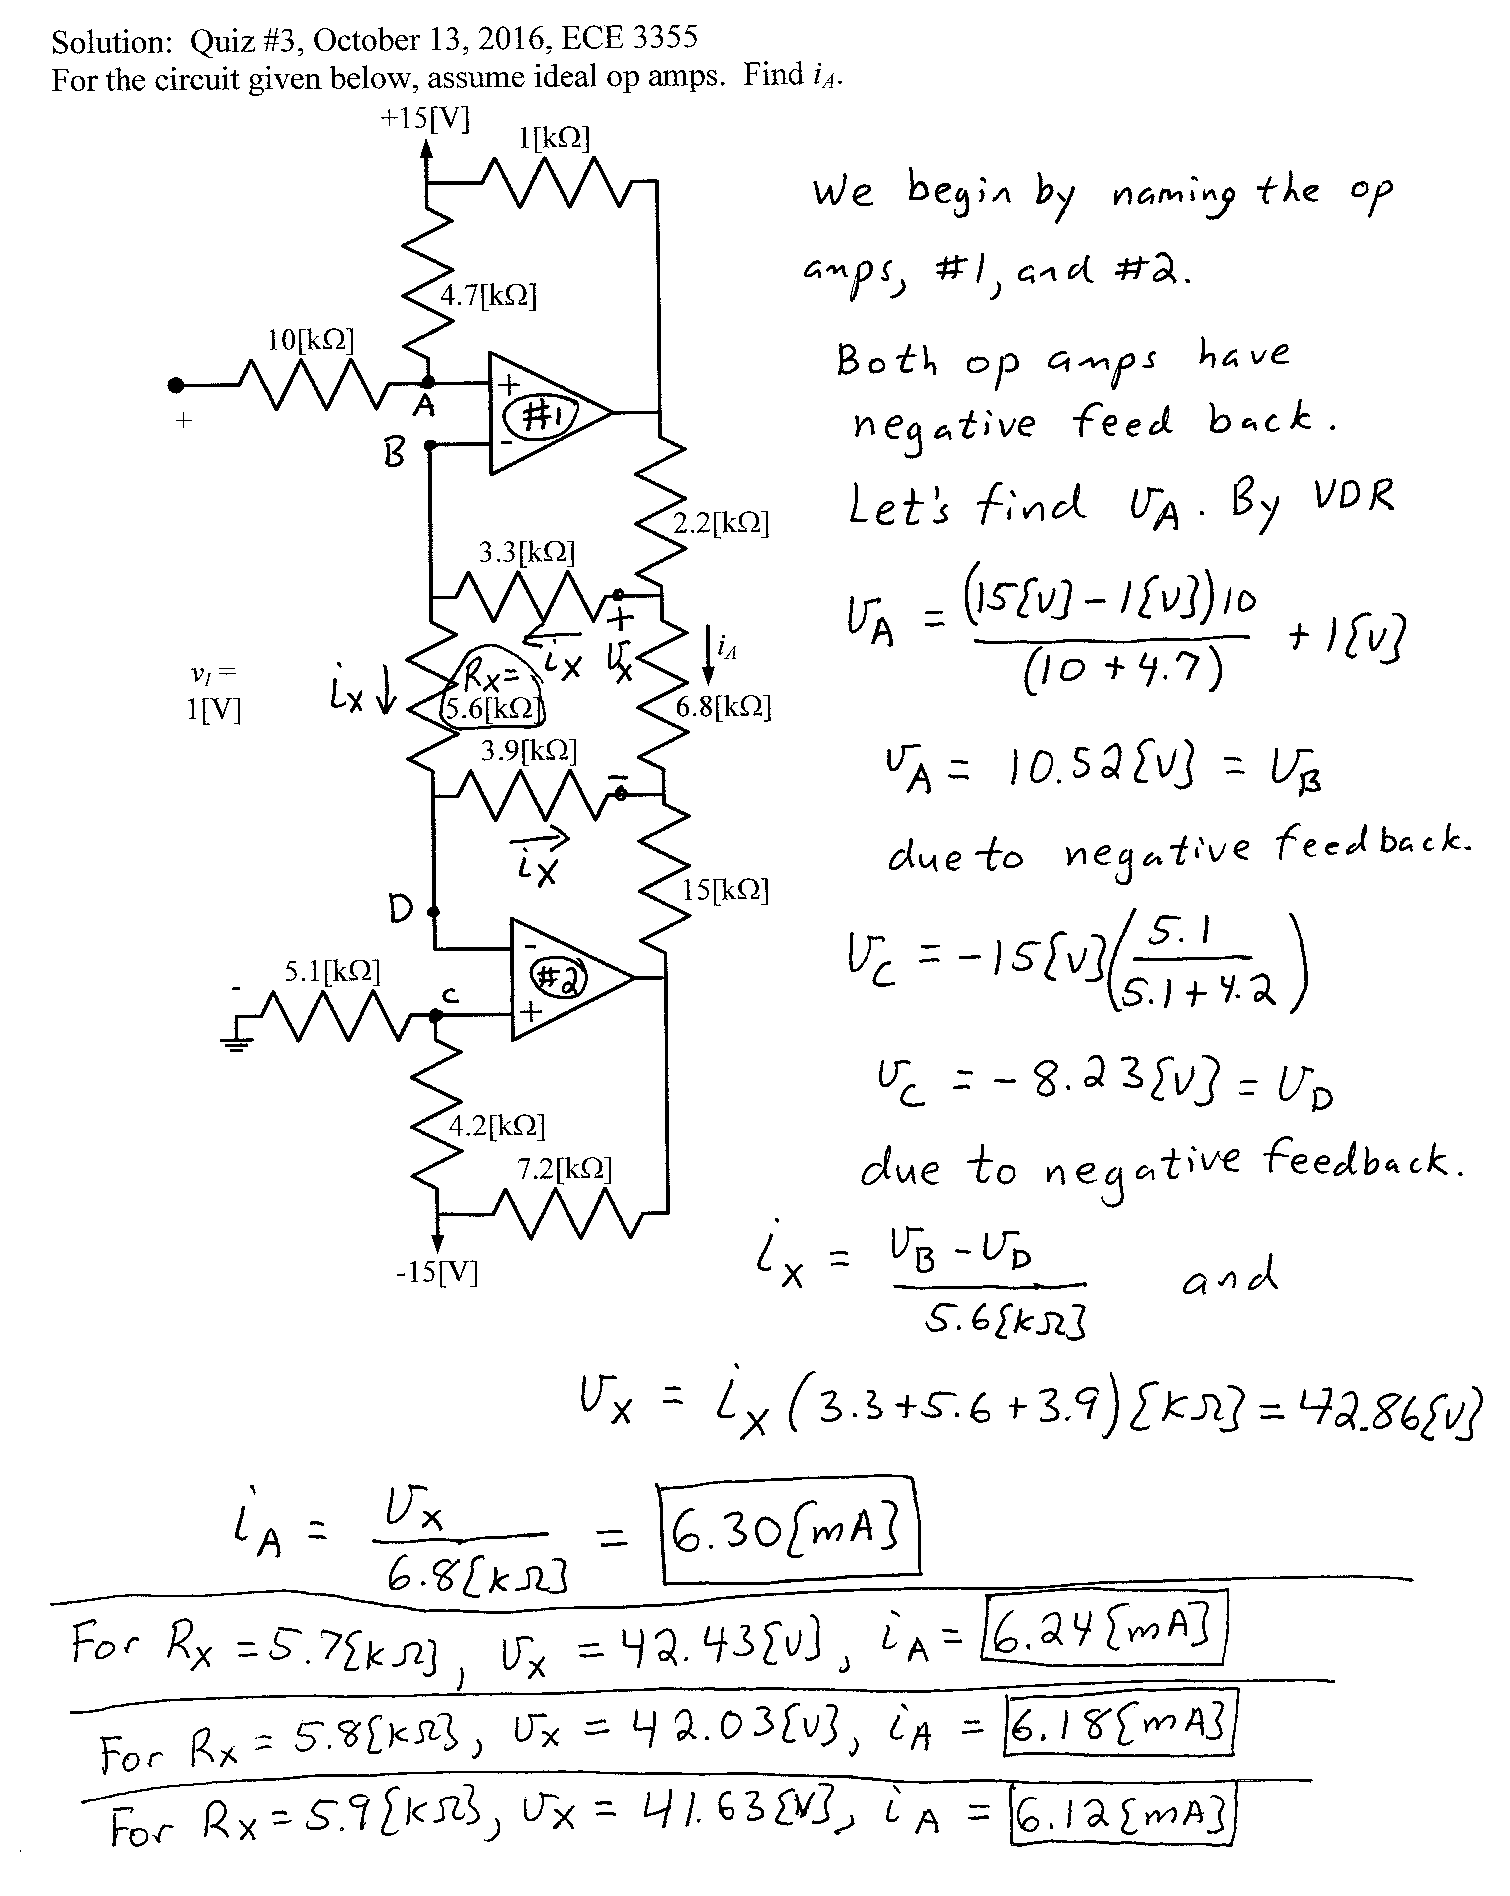 Solution: Quiz #3, October 13, 2016, ECE 3355
For the circuit given below, assume ideal op amps. Find iA.
+15[V]
1[kΩ]
4.7[kΩ]
10[kΩ]
+
A
+
#1
-
B
2.2[kΩ]
3.3[kΩ]
+
iX
vX
iA
vI =
1[V]
iX
RX =
5.6[kΩ]
6.8[kΩ]
3.9[kΩ]
-
iX
15[kΩ]
D
-
#2
+
5.1[kΩ]
-
C
4.2[kΩ]
7.2[kΩ]
-15[V]
We begin by naming the op
amps, #1, and #2.
Both op amps have
negative feed back.
Let's find vA. By VDR
vA = (15{V} - 1{V})10 / (10 + 4.7) + 1{V}
vA = 10.52{V} = vB
due to negative feedback.
vC = -15{V}(5.1 / 5.1 + 4.2)
vC = -8.23{V} = vD
due to negative feedback.
iX = vB - vD / 5.6{kΩ} and
vX = iX (3.3 + 5.6 + 3.9){kΩ} = 42.86{V}
iA = vX / 6.8{kΩ} = 6.30{mA}
For RX = 5.7{kΩ}, vX = 42.43{V}, iA = 6.24{mA}
For RX = 5.8{kΩ}, vX = 42.03{V}, iA = 6.18{mA}
For RX = 5.9{kΩ}, vX = 41.63{V}, iA = 6.12{mA}